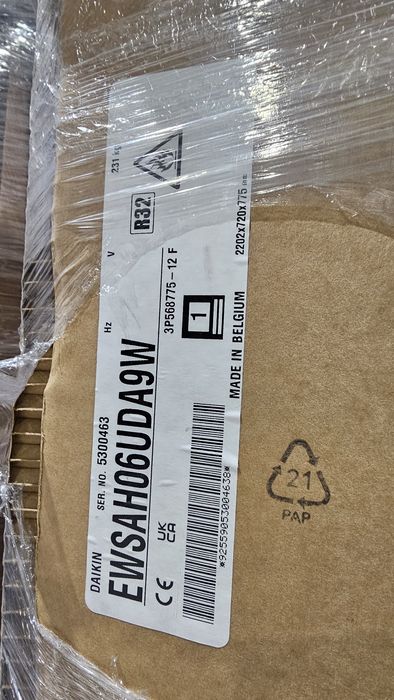 DAIKIN SER. NO. 5300463 Hz V 231 kg
EWSAH06UDA9W
R32
CE UK CA 3P568775-12 F
1
*92559053004638*
MADE IN BELGIUM 2202x720x775 mm
21
PAP